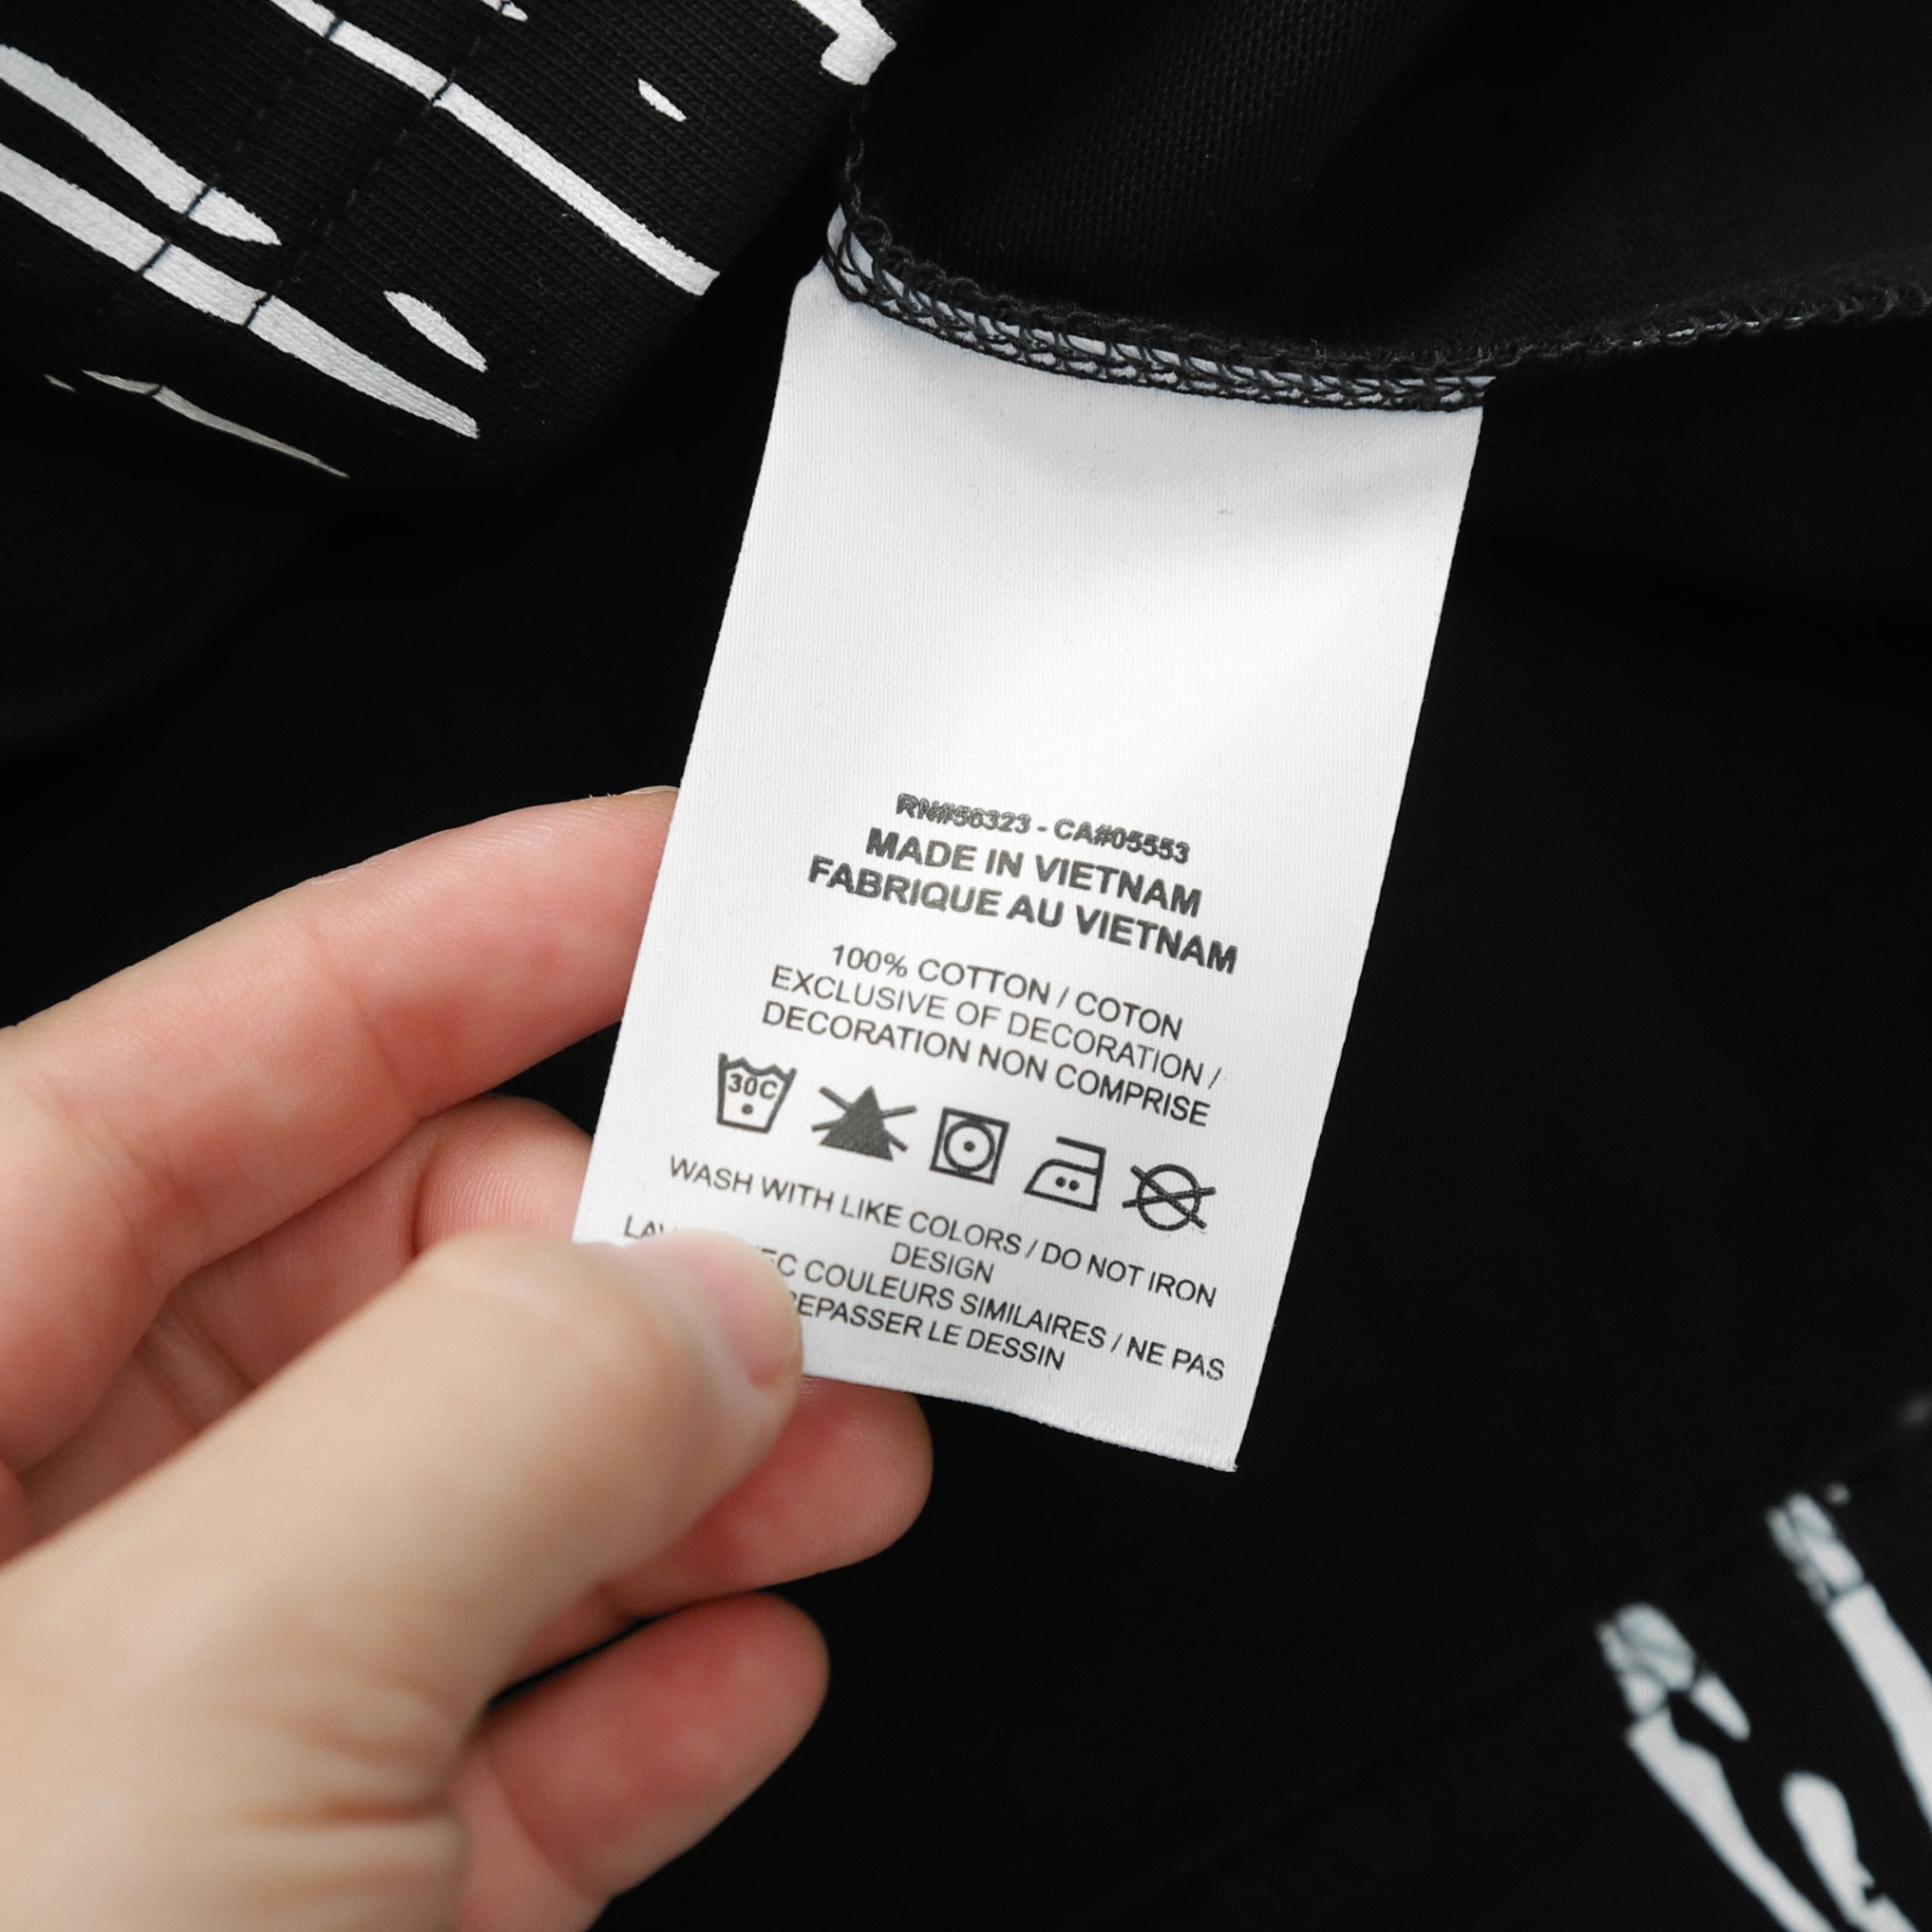 RN#56323 - CA#05553
MADE IN VIETNAM
FABRIQUE AU VIETNAM
100% COTTON / COTON
EXCLUSIVE OF DECORATION /
DECORATION NON COMPRISE
30C
WASH WITH LIKE COLORS / DO NOT IRON
DESIGN
COULEURS SIMILAIRES / NE PAS
REPASSER LE DESSIN